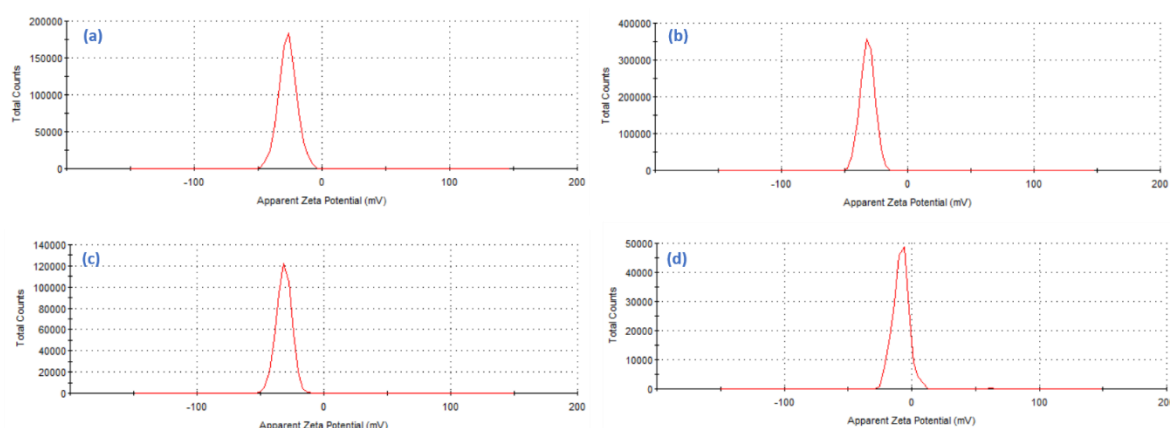 (a)
Total Counts
200000
150000
100000
50000
0
-100 0 100 200
Apparent Zeta Potential (mV)
(b)
Total Counts
400000
300000
200000
100000
0
-100 0 100 200
Apparent Zeta Potential (mV)
(c)
Total Counts
140000
120000
100000
80000
60000
40000
20000
0
-100 0 100 200
Apparent Zeta Potential (mV)
(d)
Total Counts
50000
40000
30000
20000
10000
0
-100 0 100 200
Apparent Zeta Potential (mV)